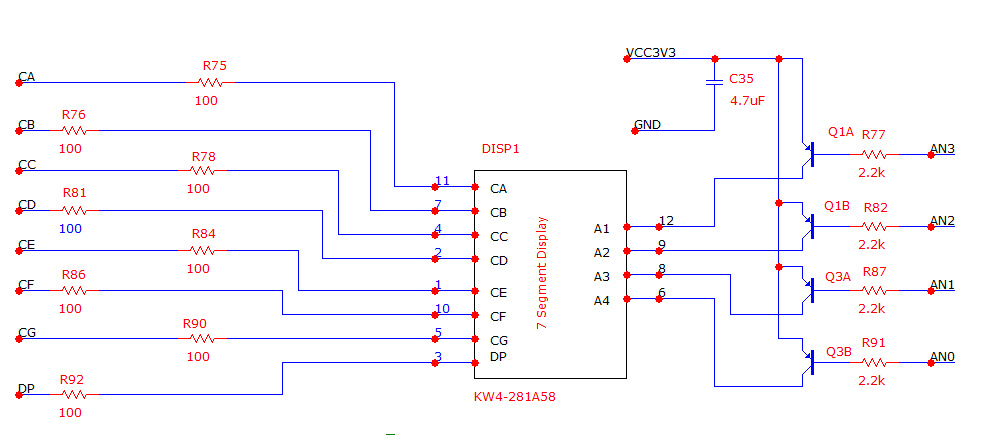 VCC3V3
R75
CA
C35
100
4.7uF
R76
CB
GND
Q1A
R77
100
DISP1
AN3
R78
CC
2.2k
100
11
CA
R81
CD
7
CB
Q1B
R82
100
4
CC
A1
12
AN2
R84
CE
2
CD
A2
9
2.2k
100
7 Segment Display
R86
CF
1
CE
A3
8
Q3A
R87
AN1
100
10
CF
A4
6
2.2k
R90
CG
5
CG
100
3
DP
Q3B
R91
AN0
R92
DP
2.2k
100
KW4-281A58